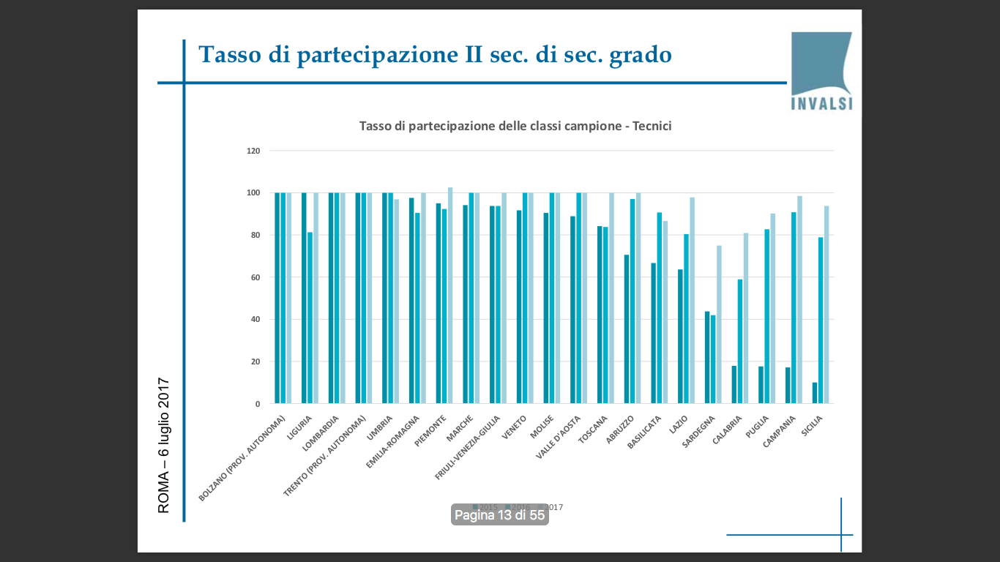 Tasso di partecipazione II sec. di sec. grado
INVALSI
Tasso di partecipazione delle classi campione - Tecnici
120
100
80
60
40
20
0
BOLZANO (PROV. AUTONOMA)
LIGURIA
LOMBARDIA
TRENTO (PROV. AUTONOMA)
UMBRIA
EMILIA-ROMAGNA
PIEMONTE
MARCHE
FRIULI-VENEZIA-GIULIA
VENETO
MOLISE
VALLE D'AOSTA
TOSCANA
ABRUZZO
BASILICATA
LAZIO
SARDEGNA
CALABRIA
PUGLIA
CAMPANIA
SICILIA
2015 2016 2017
Pagina 13 di 55
ROMA – 6 luglio 2017